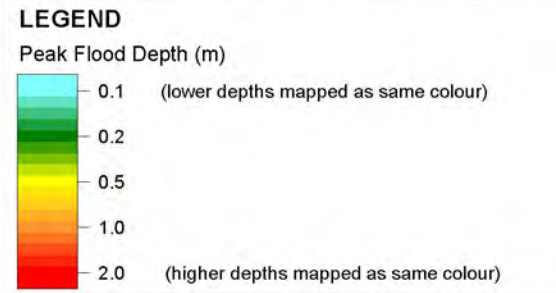 LEGEND
Peak Flood Depth (m)
0.1 (lower depths mapped as same colour)
0.2
0.5
1.0
2.0 (higher depths mapped as same colour)